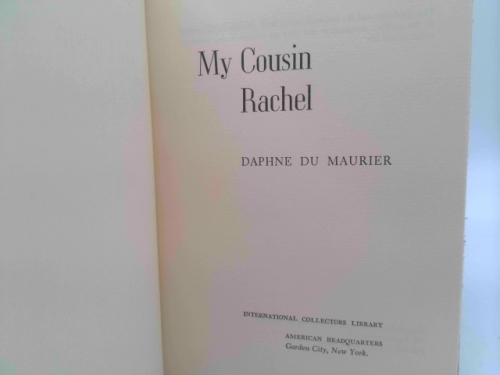 My Cousin
Rachel
DAPHNE DU MAURIER
INTERNATIONAL COLLECTORS LIBRARY
AMERICAN HEADQUARTERS
Garden City, New York.